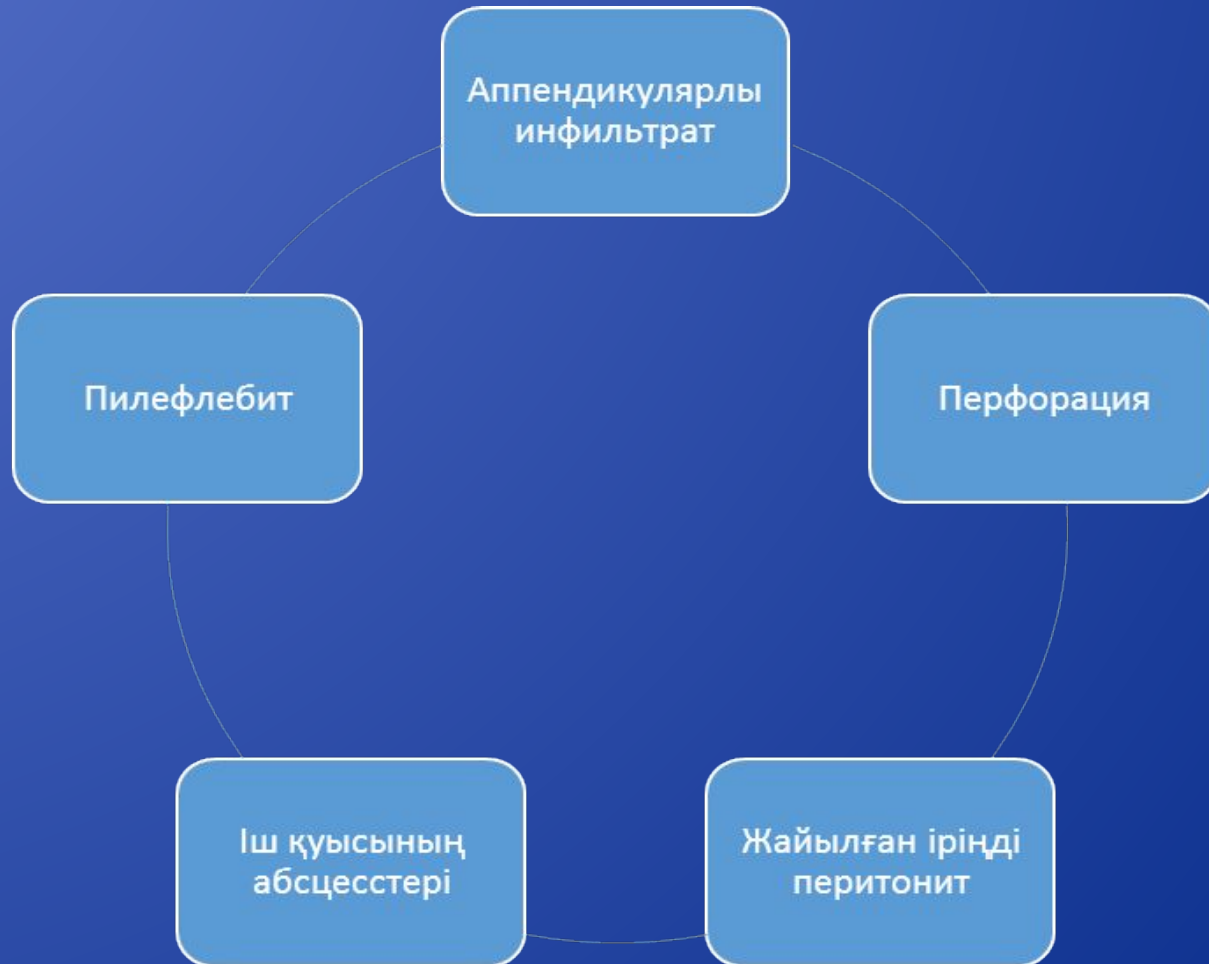 Аппендикулярлы
инфильтрат
Пилефлебит
Перфорация
Іш қуысының
абсцесстері
Жайылған іріңді
перитонит